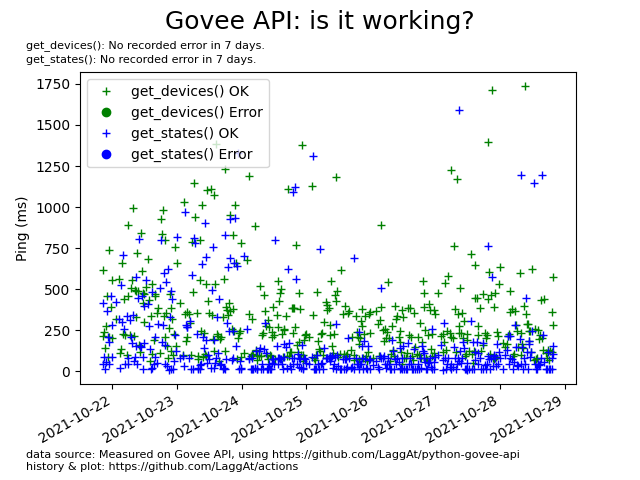 Govee API: is it working?
get_devices(): No recorded error in 7 days.
get_states(): No recorded error in 7 days.
get_devices() OK
get_devices() Error
get_states() OK
get_states() Error
Ping (ms)
1750
1500
1250
1000
750
500
250
0
2021-10-22
2021-10-23
2021-10-24
2021-10-25
2021-10-26
2021-10-27
2021-10-28
2021-10-29
data source: Measured on Govee API, using https://github.com/LaggAt/python-govee-api
history & plot: https://github.com/LaggAt/actions